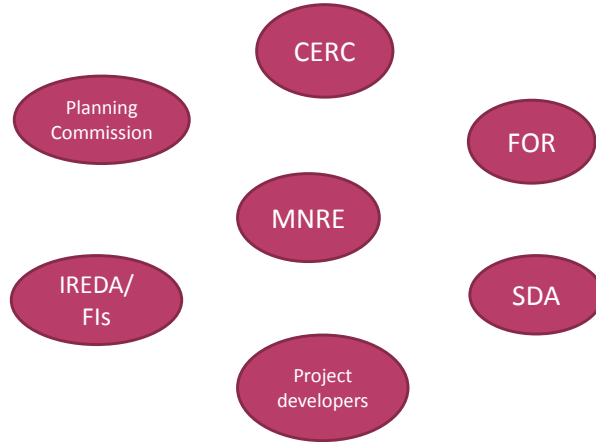 CERC
Planning
Commission
FOR
MNRE
IREDA/
FIs
SDA
Project
developers